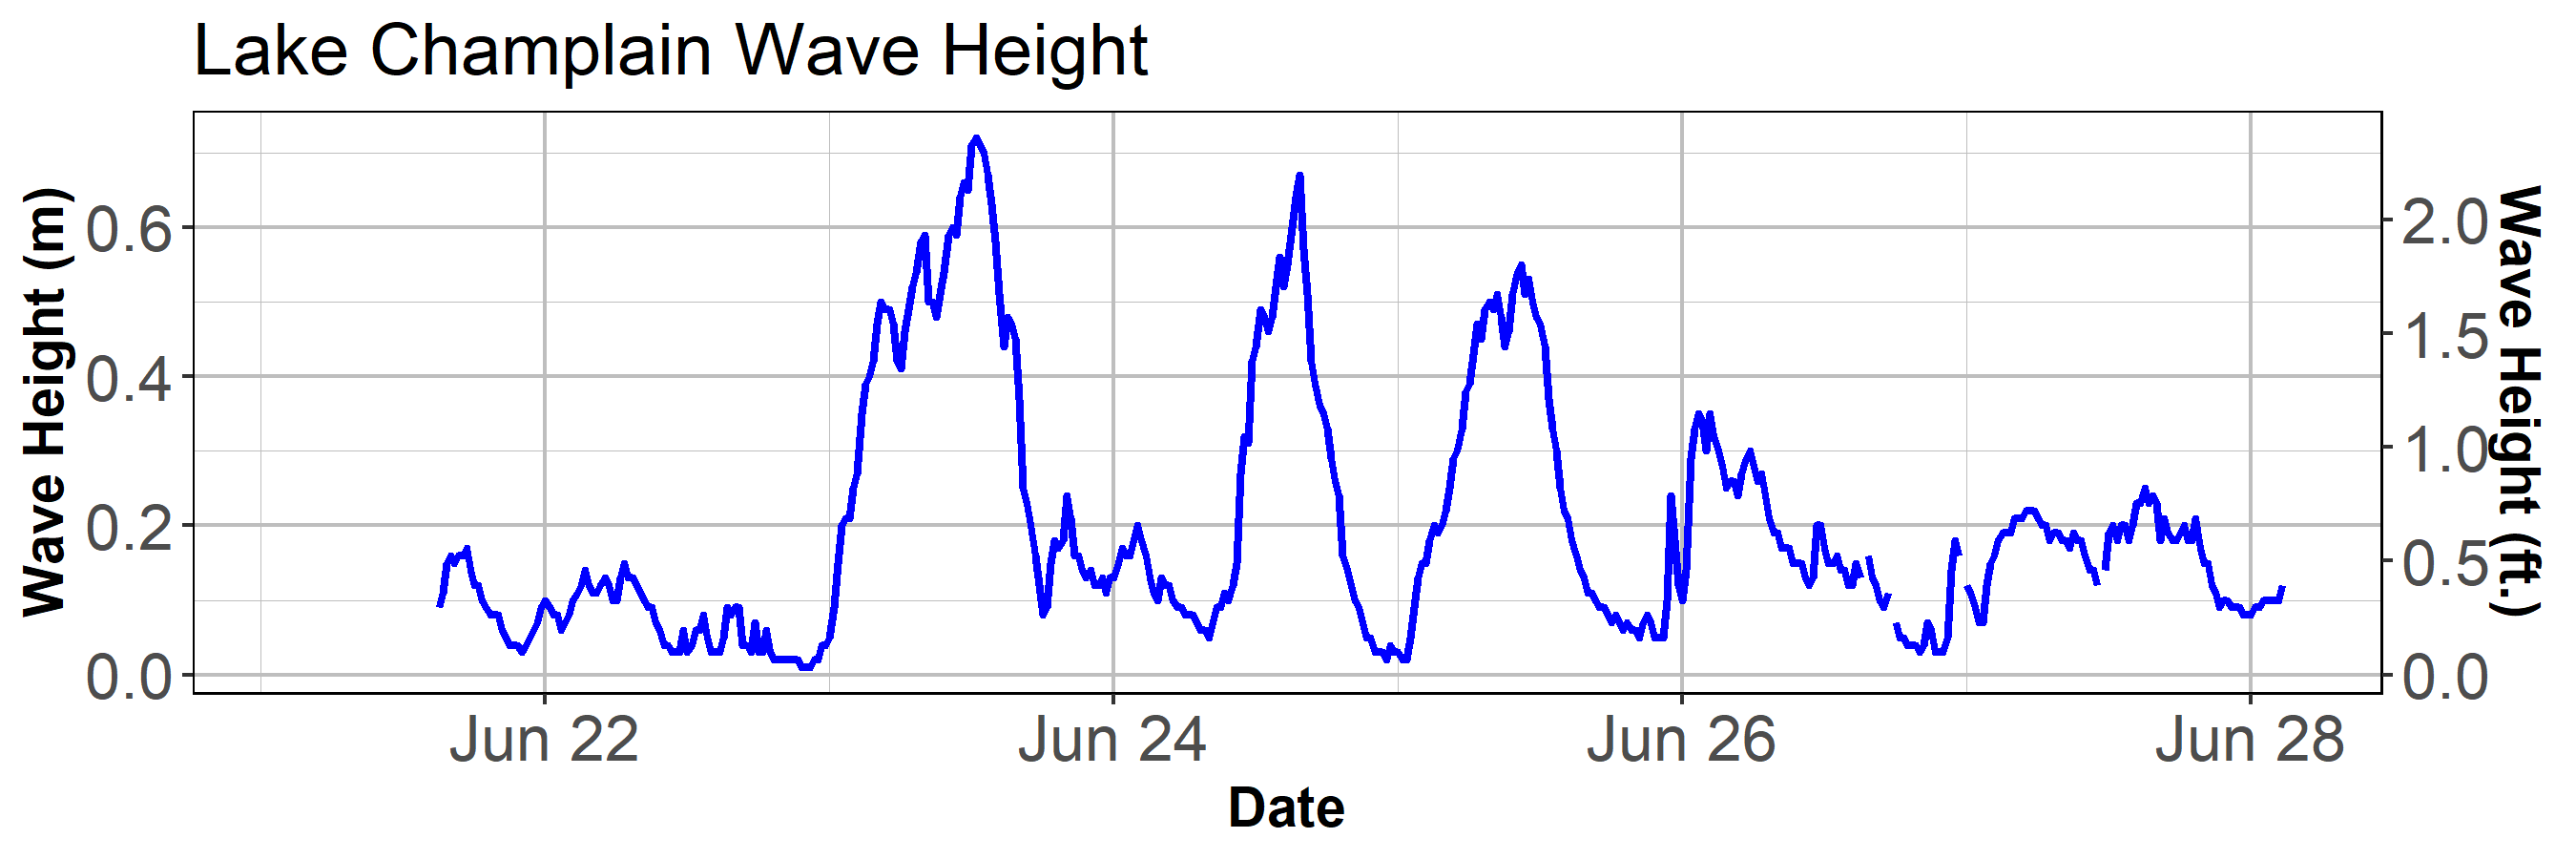 Lake Champlain Wave Height
Wave Height (m)
0.6
0.4
0.2
0.0
2.0
1.5
1.0
0.5
0.0
Wave Height (ft.)
Jun 22
Jun 24
Jun 26
Jun 28
Date